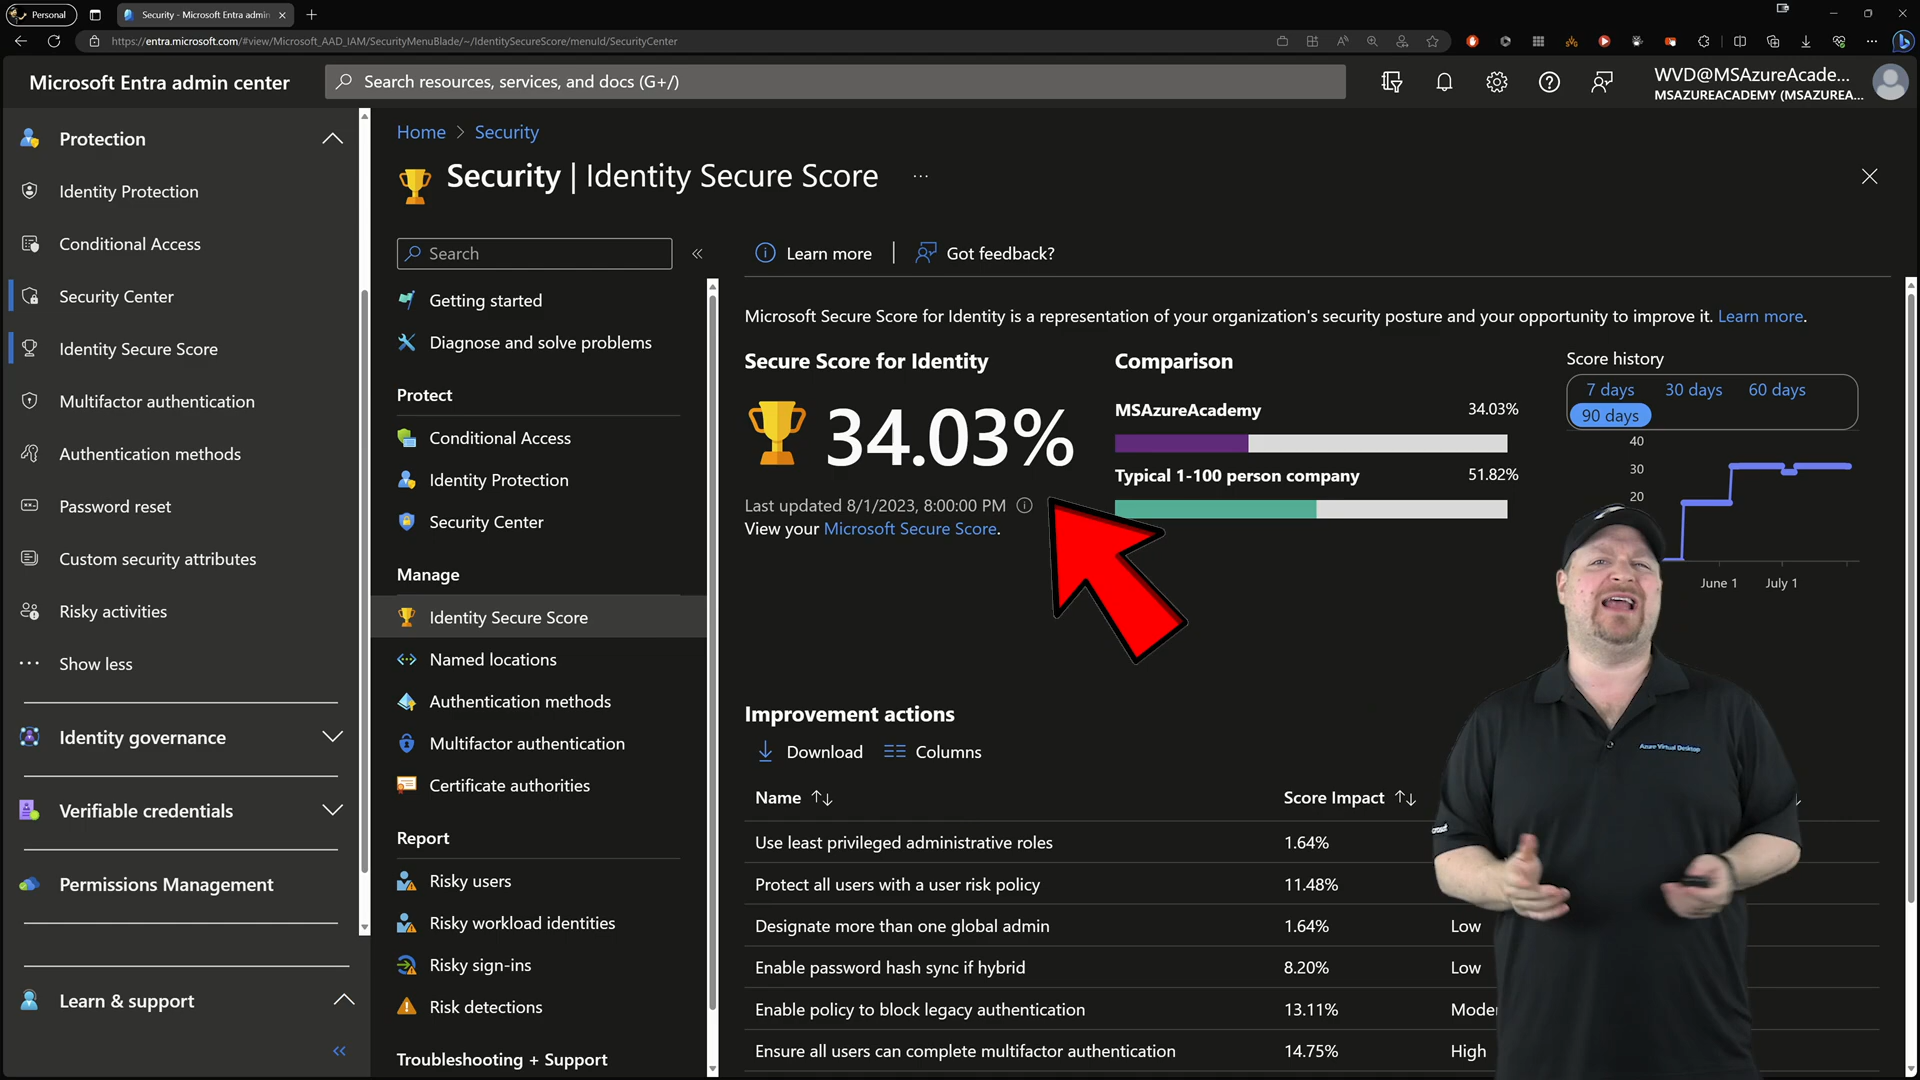 Personal
Security - Microsoft Entra admin
https://entra.microsoft.com/#view/Microsoft_AAD_IAM/SecurityMenuBlade/~/IdentitySecureScore/menuId/SecurityCenter
Microsoft Entra admin center
Search resources, services, and docs (G+/)
WVD@MSAzureAcade...
MSAZUREACADEMY (MSAZUREA...
Protection
Identity Protection
Conditional Access
Security Center
Identity Secure Score
Multifactor authentication
Authentication methods
Password reset
Custom security attributes
Risky activities
Show less
Identity governance
Verifiable credentials
Permissions Management
Learn & support
Home > Security
Security | Identity Secure Score ...
Search
Getting started
Diagnose and solve problems
Protect
Conditional Access
Identity Protection
Security Center
Manage
Identity Secure Score
Named locations
Authentication methods
Multifactor authentication
Certificate authorities
Report
Risky users
Risky workload identities
Risky sign-ins
Risk detections
Troubleshooting + Support
Learn more
Got feedback?
Microsoft Secure Score for Identity is a representation of your organization's security posture and your opportunity to improve it. Learn more.
Secure Score for Identity
34.03%
Last updated 8/1/2023, 8:00:00 PM
View your Microsoft Secure Score.
Comparison
MSAzureAcademy 34.03%
Typical 1-100 person company 51.82%
Score history
7 days 30 days 60 days
90 days
40
30
20
June 1 July 1
Improvement actions
Download Columns
Name Score Impact
Use least privileged administrative roles 1.64%
Protect all users with a user risk policy 11.48%
Designate more than one global admin 1.64% Low
Enable password hash sync if hybrid 8.20% Low
Enable policy to block legacy authentication 13.11% Moder
Ensure all users can complete multifactor authentication 14.75% High
Azure Virtual Desktop